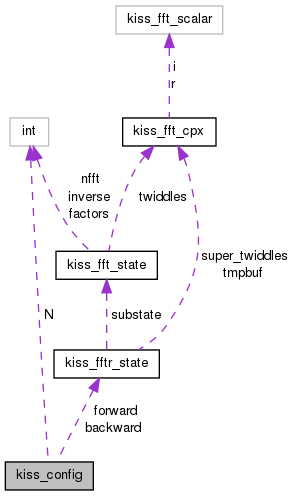 kiss_fft_scalar
i
r
int
kiss_fft_cpx
nfft
inverse
factors
twiddles
kiss_fft_state
super_twiddles
tmpbuf
N
substate
kiss_fftr_state
forward
backward
kiss_config